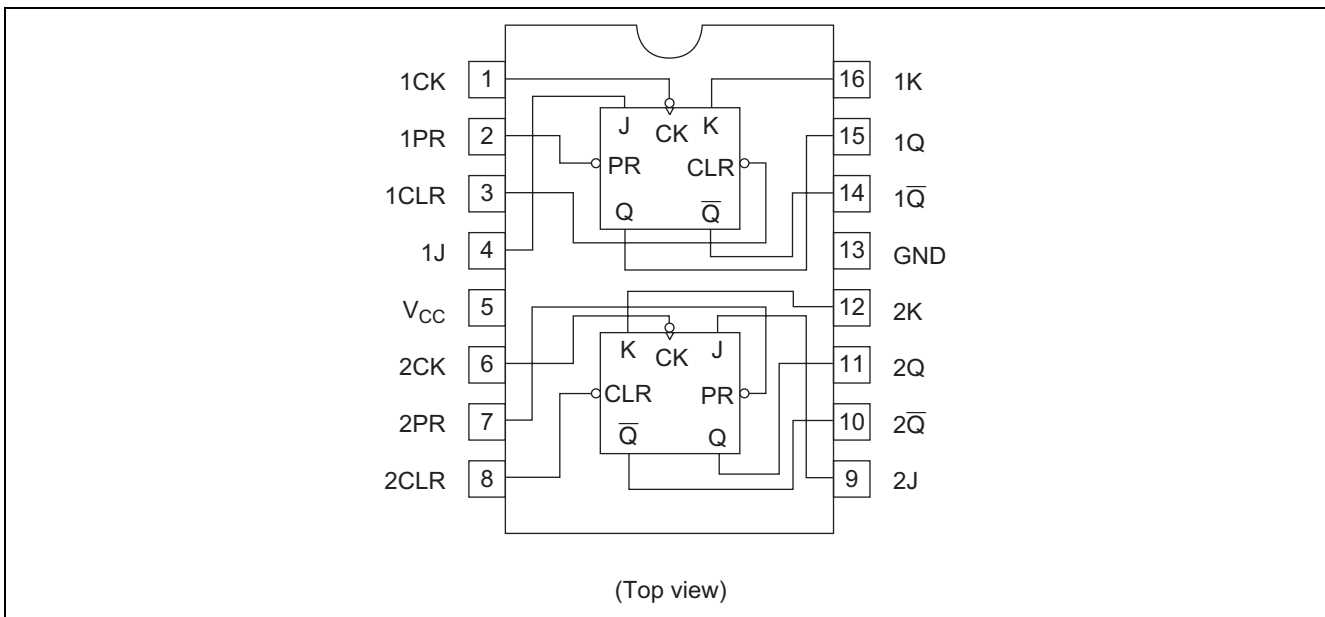 1CK 1 16 1K
J CK K
1PR 2 15 1Q
PR CLR
1CLR 3 14 1Q̅
Q Q̅
1J 4 13 GND
VCC 5 12 2K
K CK J
2CK 6 11 2Q
CLR PR
2PR 7 10 2Q̅
Q̅ Q
2CLR 8 9 2J
(Top view)